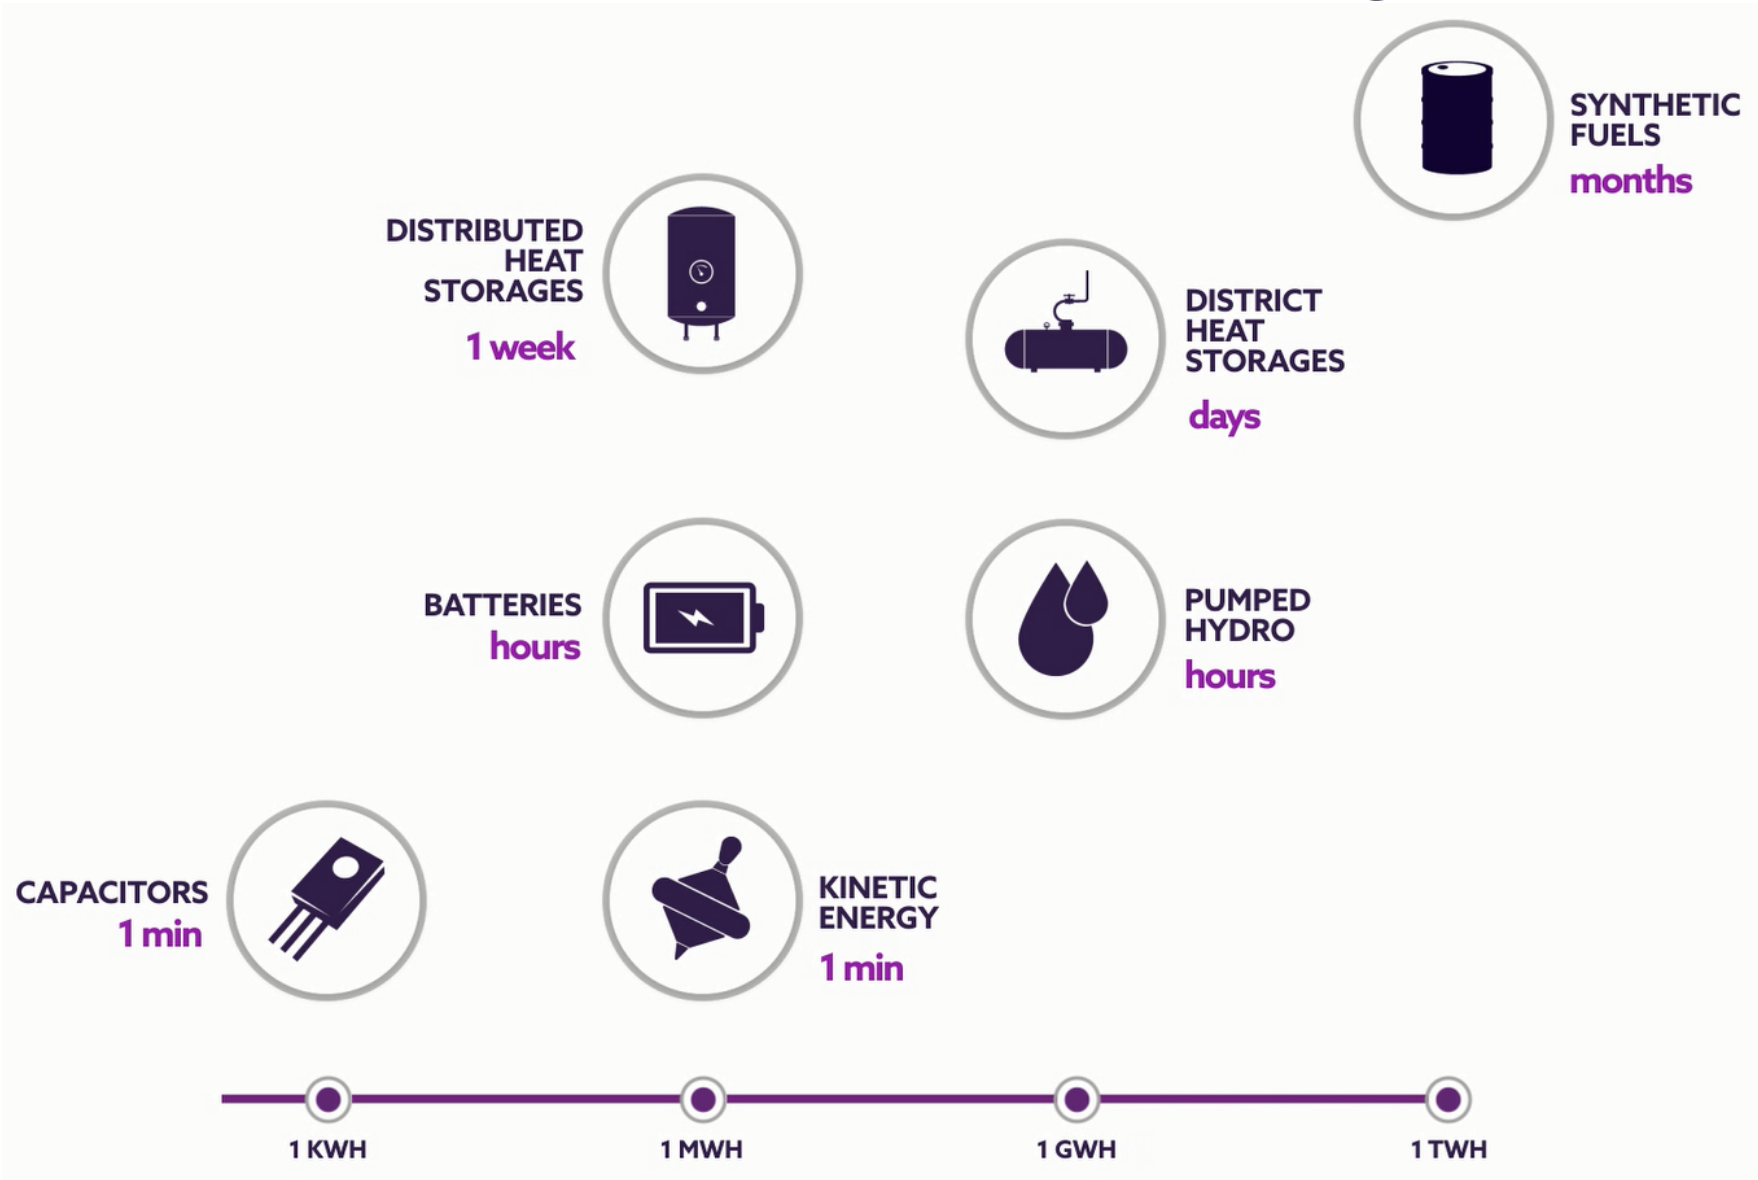 SYNTHETIC
FUELS
months
DISTRIBUTED
HEAT
STORAGES
1 week
DISTRICT
HEAT
STORAGES
days
BATTERIES
hours
PUMPED
HYDRO
hours
CAPACITORS
1 min
KINETIC
ENERGY
1 min
1 KWH
1 MWH
1 GWH
1 TWH